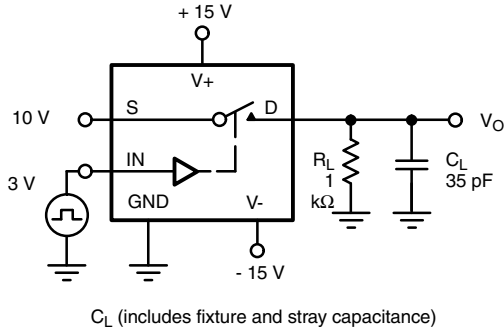 + 15 V
V+
10 V
S
D
V_O
3 V
IN
R_L
1
kΩ
C_L
35 pF
GND
V-
- 15 V
C_L (includes fixture and stray capacitance)